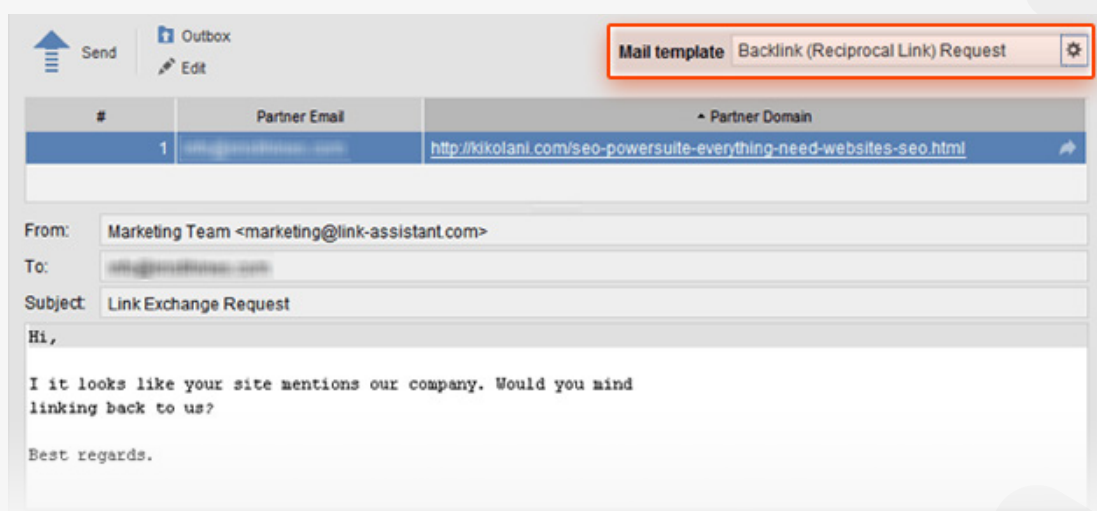 Send
Outbox
Edit
Mail template Backlink (Reciprocal Link) Request
# Partner Email Partner Domain
1 http://kikolani.com/seo-powersuite-everything-need-websites-seo.html
From: Marketing Team <marketing@link-assistant.com>
To:
Subject: Link Exchange Request
Hi,
I it looks like your site mentions our company. Would you mind
linking back to us?
Best regards.